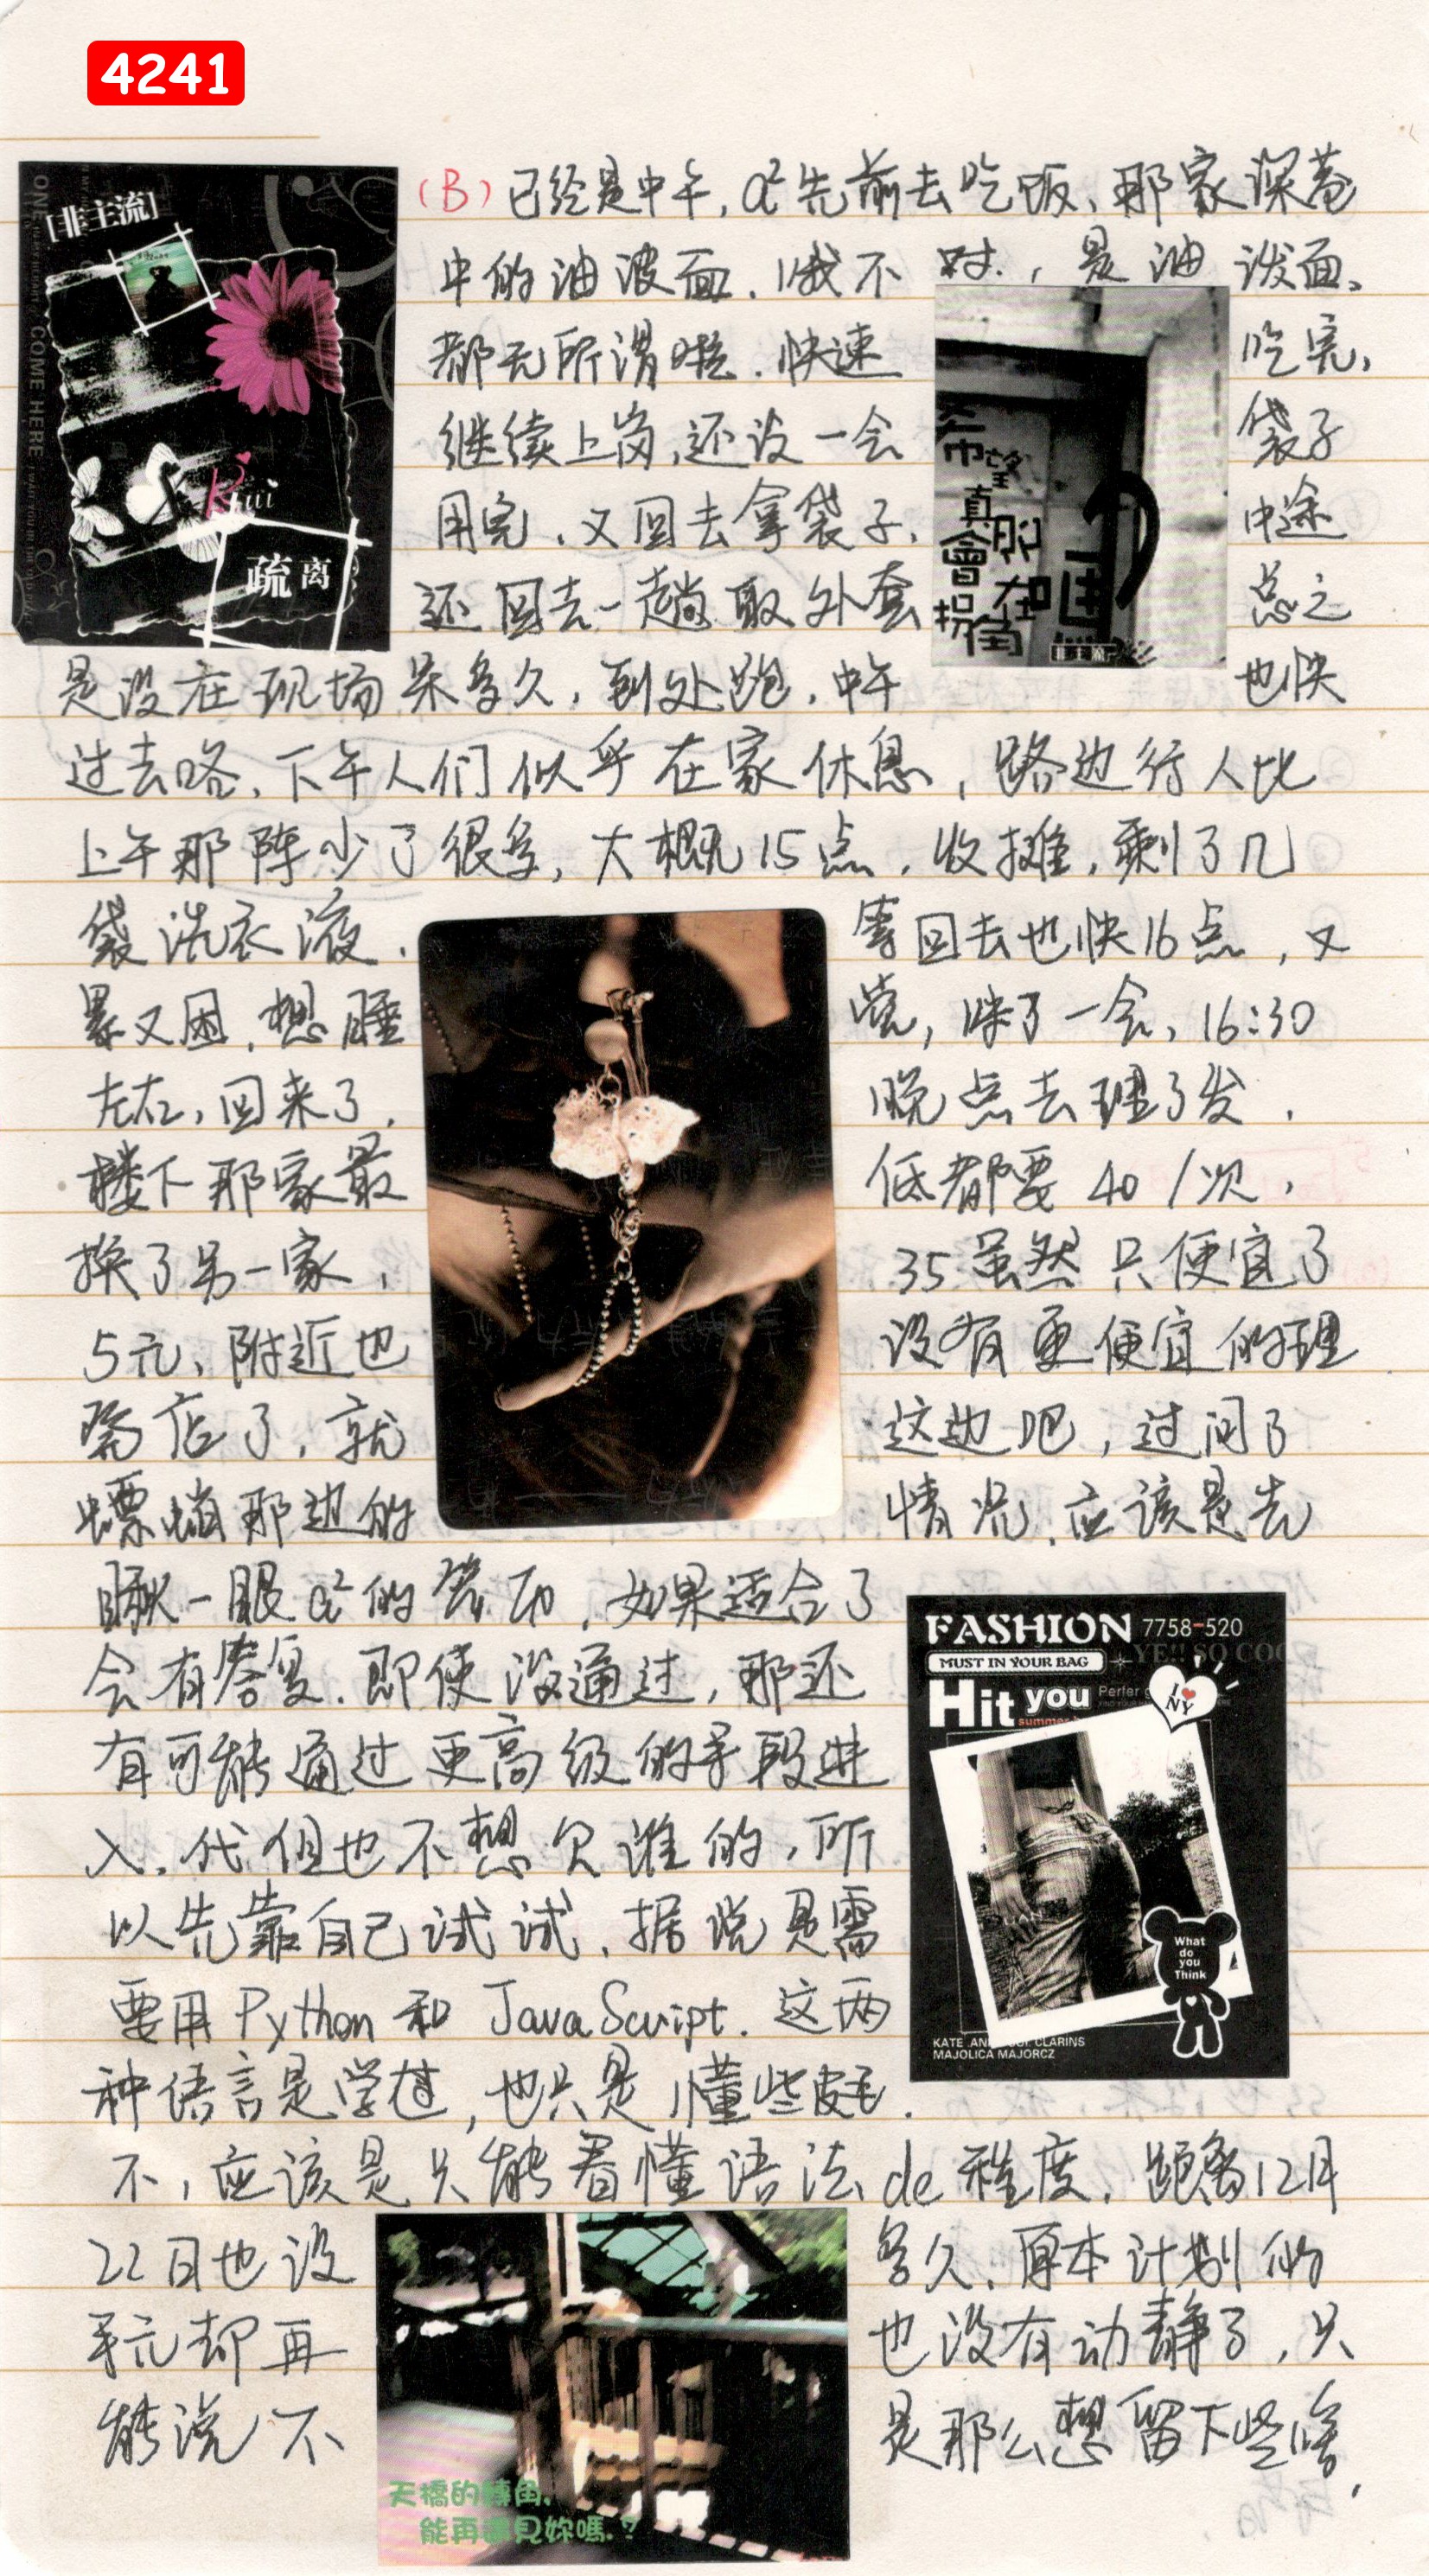 4241
(B)已经是中午,a²先前去吃饭、那家深巷
中的油波面.哦不对.,是油泼面、
都无所谓啦.快速吃完,
继续上岗,还没一会袋子
用完、又回去拿袋子、中途
还回去一趟取外套总之
是没在现场呆多久,到处跑,中午也快
过去咯、下午人们似乎在家休息,路边行人比
上午那阵少了很多,大概15点.收摊,剩了几
袋洗衣液.等回去也快16点,又
累又困,想睡觉,眯了一会、16:30
左右,回来了.晚点去理了发.
楼下那家最低都要40/次,
换了另一家,35虽然只便宜了
5元、附近也没有更便宜的理
发店了,就这边吧,过问了
螵蛸那边的情况.应该是先
瞅一眼a²的简历,如果适合了
会有答复.即使没通过,那还
有可能通过更高级的手段进
入.代但也不想欠谁的,所
以先靠自己试试、据说是需
要用Python和JavaScript.这两
种语言是学过,也只是懂些皮毛.
不,应该是只能看懂语法de程度.距离12月
22日也没多久、原本计划的
手元却再也没有动静了,只
能说不是那么想留下些啥,
[非主流]
COME HERE
Rui
疏离
希望
真的
會在
拐角
非主流
FASHION 7758-520
YE!! SO COO
MUST IN YOUR BAG
Hit you
Perfer
summer
I ♥
NY
What
do
you
Think
KATE AND CLARINS
MAJOLICA MAJORCZ
天橋的轉角,
能再遇見妳嗎.?